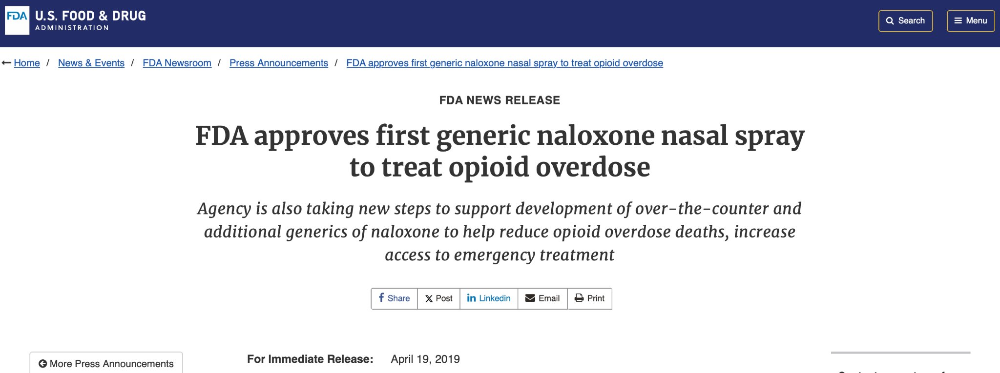 FDA U.S. FOOD & DRUG
ADMINISTRATION
Search
Menu
Home / News & Events / FDA Newsroom / Press Announcements / FDA approves first generic naloxone nasal spray to treat opioid overdose
FDA NEWS RELEASE
FDA approves first generic naloxone nasal spray
to treat opioid overdose
Agency is also taking new steps to support development of over-the-counter and
additional generics of naloxone to help reduce opioid overdose deaths, increase
access to emergency treatment
Share
Post
Linkedin
Email
Print
More Press Announcements
For Immediate Release: April 19, 2019